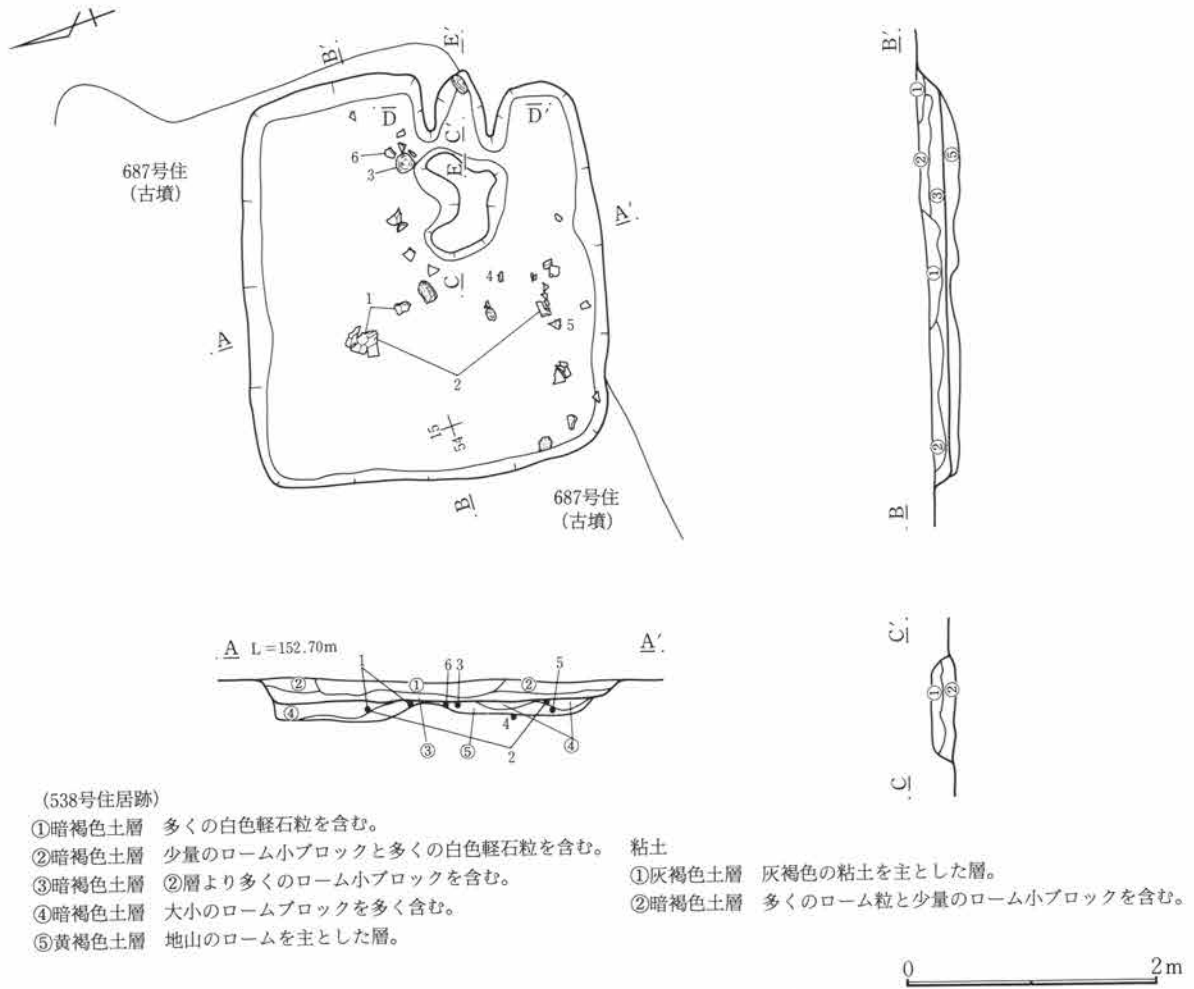 B′
E′
D
D′
C′
E
6
3
687号住
(古墳)
A′
4
C
1
5
A
2
15
54
B
687号住
(古墳)
B′
①
②
③
⑤
①
②
B
A L＝152.70m
A′
1
6 3
5
②
①
②
④
4
③
⑤
2
④
C′
①
②
C
(538号住居跡)
①暗褐色土層 多くの白色軽石粒を含む。
②暗褐色土層 少量のローム小ブロックと多くの白色軽石粒を含む。
③暗褐色土層 ②層より多くのローム小ブロックを含む。
④暗褐色土層 大小のロームブロックを多く含む。
⑤黄褐色土層 地山のロームを主とした層。
粘土
①灰褐色土層 灰褐色の粘土を主とした層。
②暗褐色土層 多くのローム粒と少量のローム小ブロックを含む。
0 2m